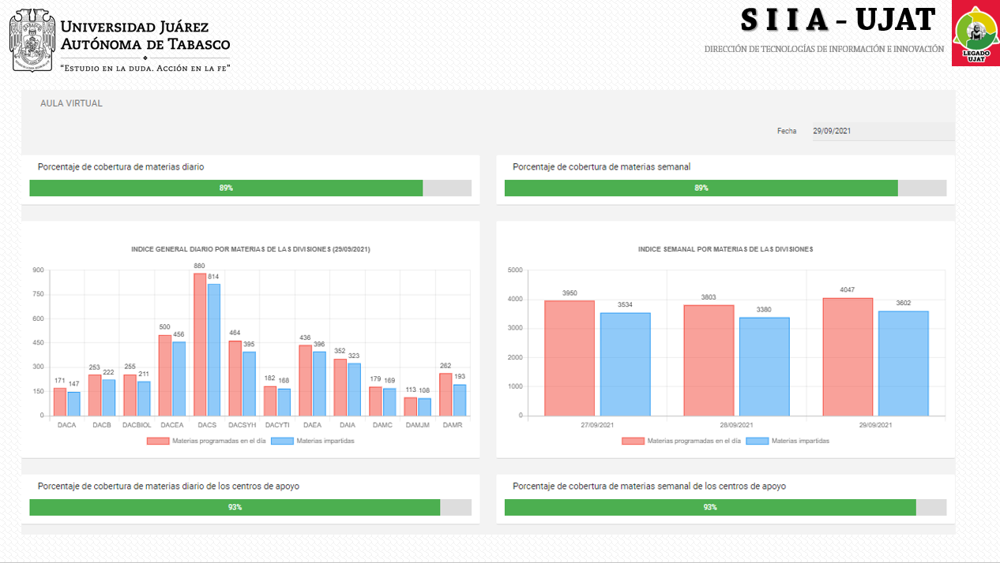 UNIVERSIDAD JUÁREZ
AUTÓNOMA DE TABASCO
“ESTUDIO EN LA DUDA. ACCIÓN EN LA FE”
S I I A - UJAT
DIRECCIÓN DE TECNOLOGÍAS DE INFORMACIÓN E INNOVACIÓN
LEGADO
UJAT
AULA VIRTUAL
Fecha 29/09/2021
Porcentaje de cobertura de materias diario
89%
Porcentaje de cobertura de materias semanal
89%
INDICE GENERAL DIARIO POR MATERIAS DE LAS DIVISIONES (29/09/2021)
900
750
600
450
300
150
0
171 147
253 222
255 211
500 456
880 814
464 395
182 168
436 396
352 323
179 169
113 108
262 193
DACA DACB DACBIOL DACEA DACS DACSYH DACYTI DAEA DAIA DAMC DAMJM DAMR
Materias programadas en el día Materias impartidas
INDICE SEMANAL POR MATERIAS DE LAS DIVISIONES
5000
4000
3000
2000
1000
0
3950 3534
3803 3380
4047 3602
27/09/2021 28/09/2021 29/09/2021
Materias programadas en el día Materias impartidas
Porcentaje de cobertura de materias diario de los centros de apoyo
93%
Porcentaje de cobertura de materias semanal de los centros de apoyo
93%